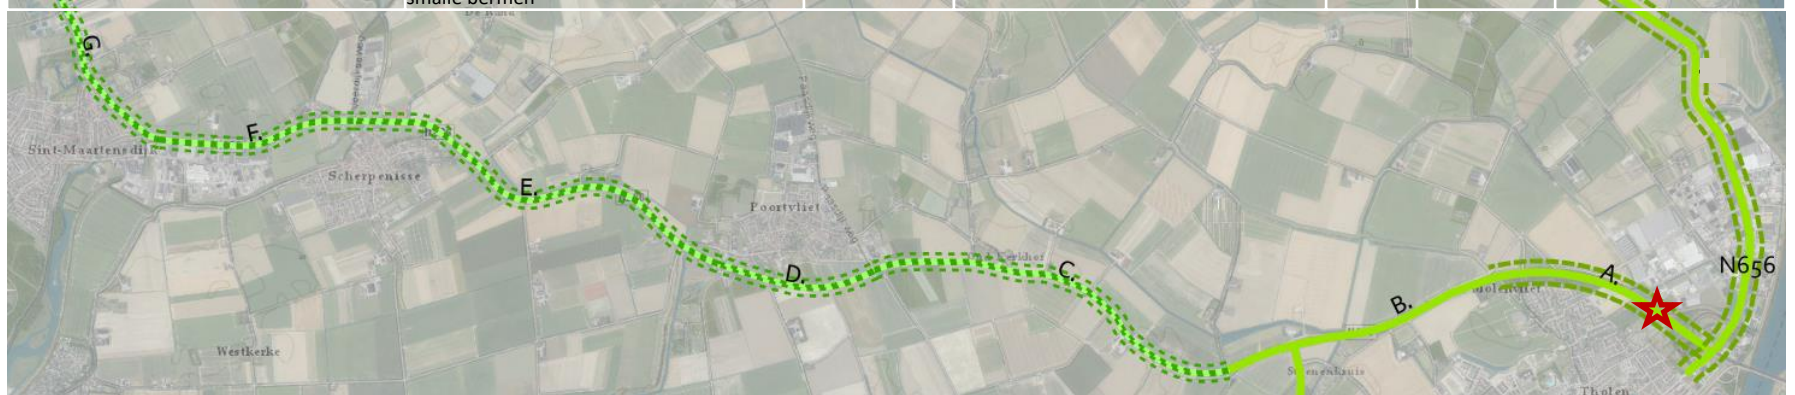 smalle bermen
G.
F.
Sint-Maartensdijk
Scherpenisse
E.
Poortvliet
D.
C.
Westkerke
B.
A.
N656
Tholen